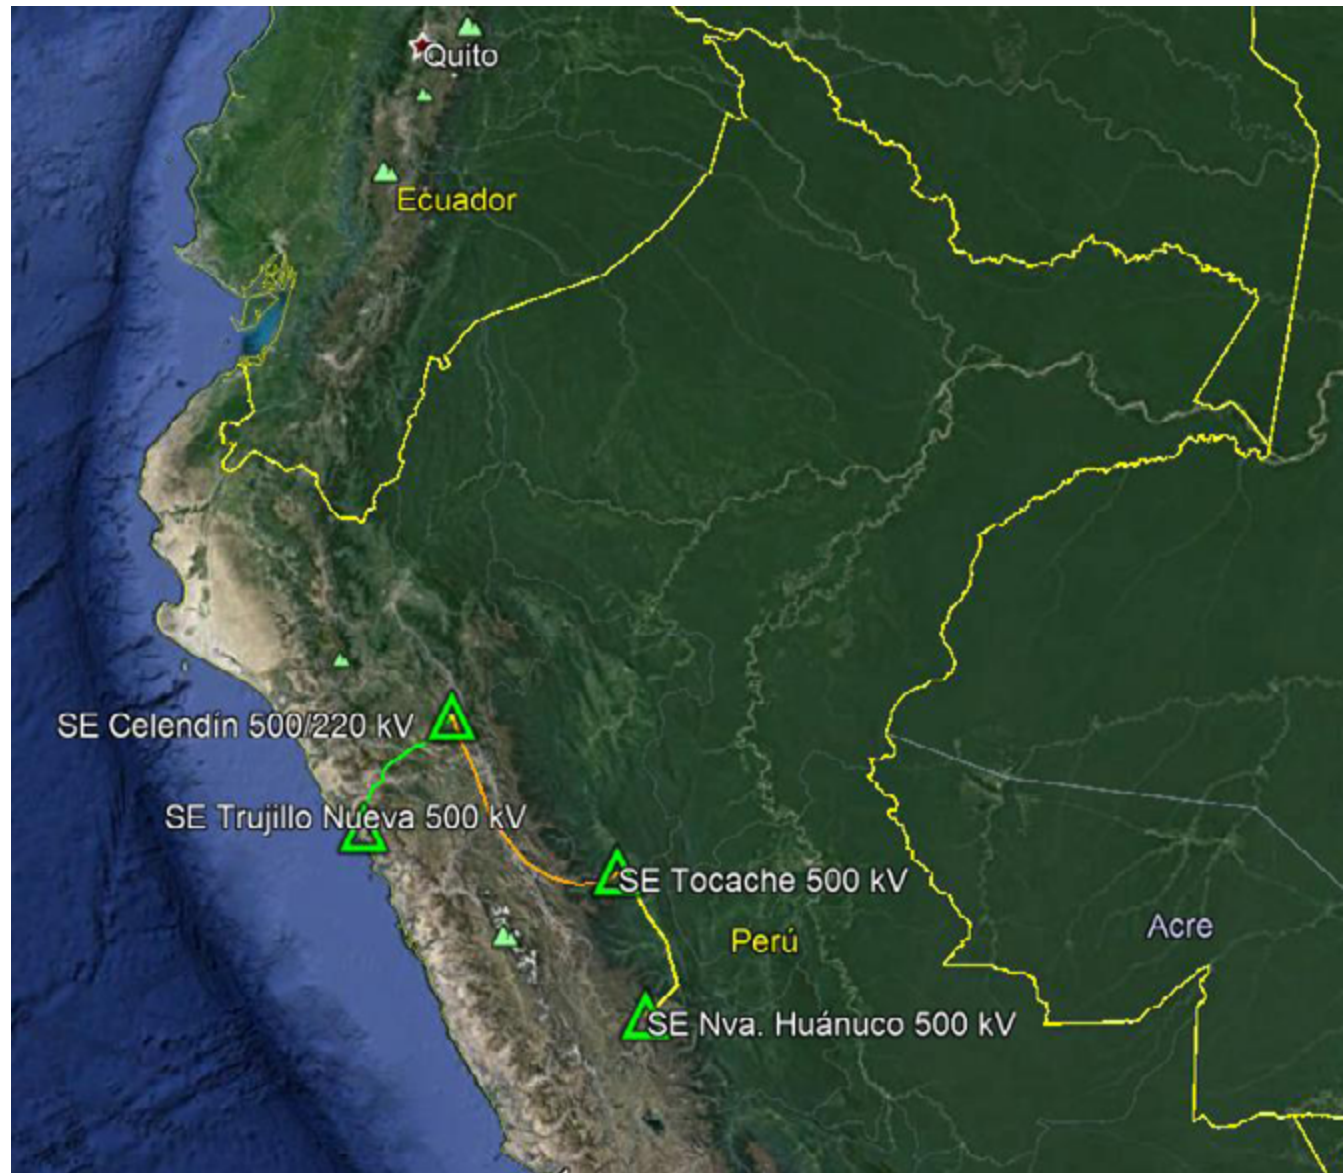 Quito
Ecuador
SE Celendín 500/220 kV
SE Trujillo Nueva 500 kV
SE Tocache 500 kV
Perú
Acre
SE Nva. Huánuco 500 kV